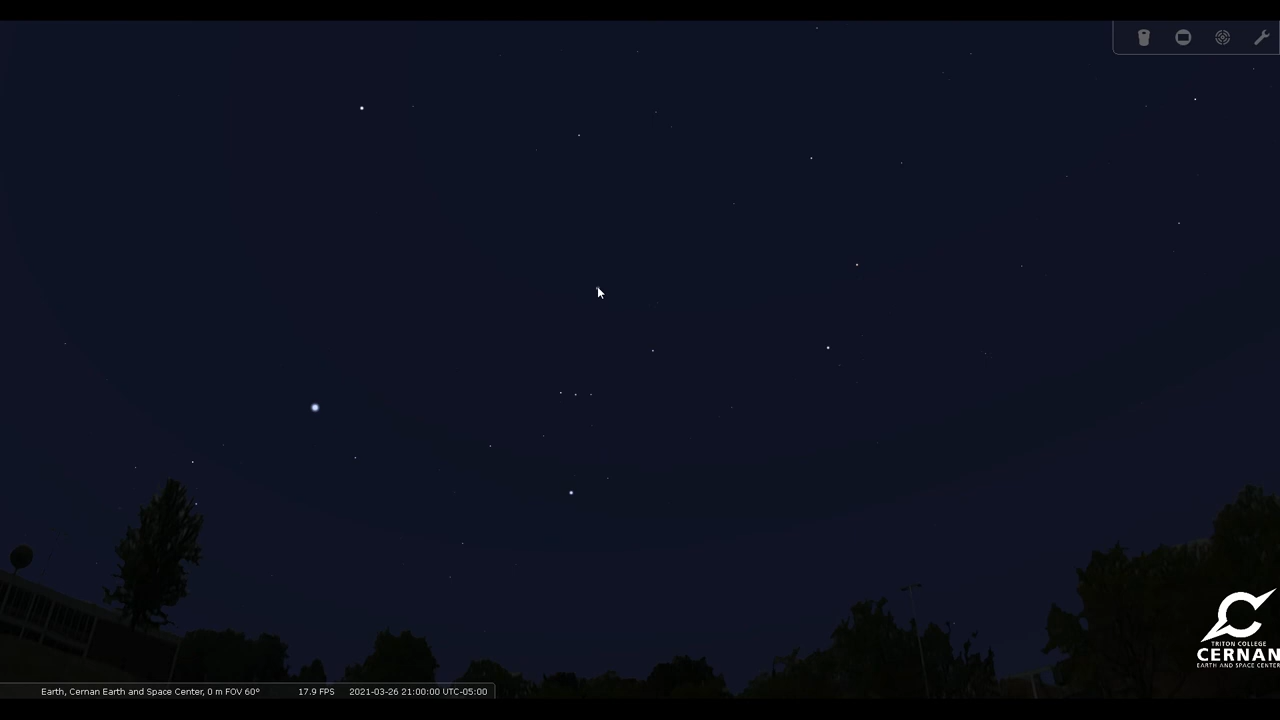 TRITON COLLEGE
CERNAN
EARTH AND SPACE CENTER
Earth, Cernan Earth and Space Center, 0 m FOV 60° 17.9 FPS 2021-03-26 21:00:00 UTC-05:00